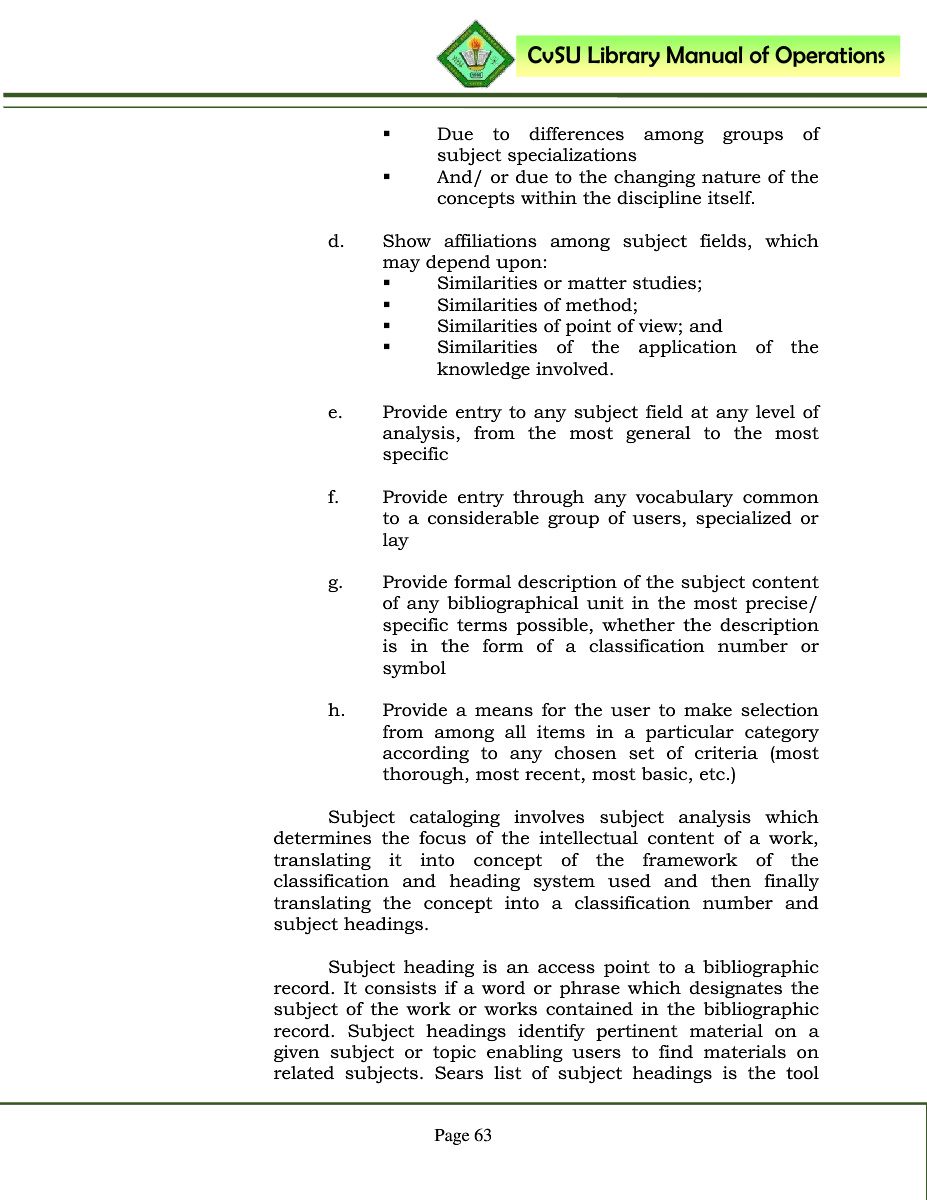 CvSU Library Manual of Operations
▪ Due to differences among groups of
subject specializations
▪ And/ or due to the changing nature of the
concepts within the discipline itself.
d. Show affiliations among subject fields, which
may depend upon:
▪ Similarities or matter studies;
▪ Similarities of method;
▪ Similarities of point of view; and
▪ Similarities of the application of the
knowledge involved.
e. Provide entry to any subject field at any level of
analysis, from the most general to the most
specific
f. Provide entry through any vocabulary common
to a considerable group of users, specialized or
lay
g. Provide formal description of the subject content
of any bibliographical unit in the most precise/
specific terms possible, whether the description
is in the form of a classification number or
symbol
h. Provide a means for the user to make selection
from among all items in a particular category
according to any chosen set of criteria (most
thorough, most recent, most basic, etc.)
Subject cataloging involves subject analysis which
determines the focus of the intellectual content of a work,
translating it into concept of the framework of the
classification and heading system used and then finally
translating the concept into a classification number and
subject headings.
Subject heading is an access point to a bibliographic
record. It consists if a word or phrase which designates the
subject of the work or works contained in the bibliographic
record. Subject headings identify pertinent material on a
given subject or topic enabling users to find materials on
related subjects. Sears list of subject headings is the tool
Page 63